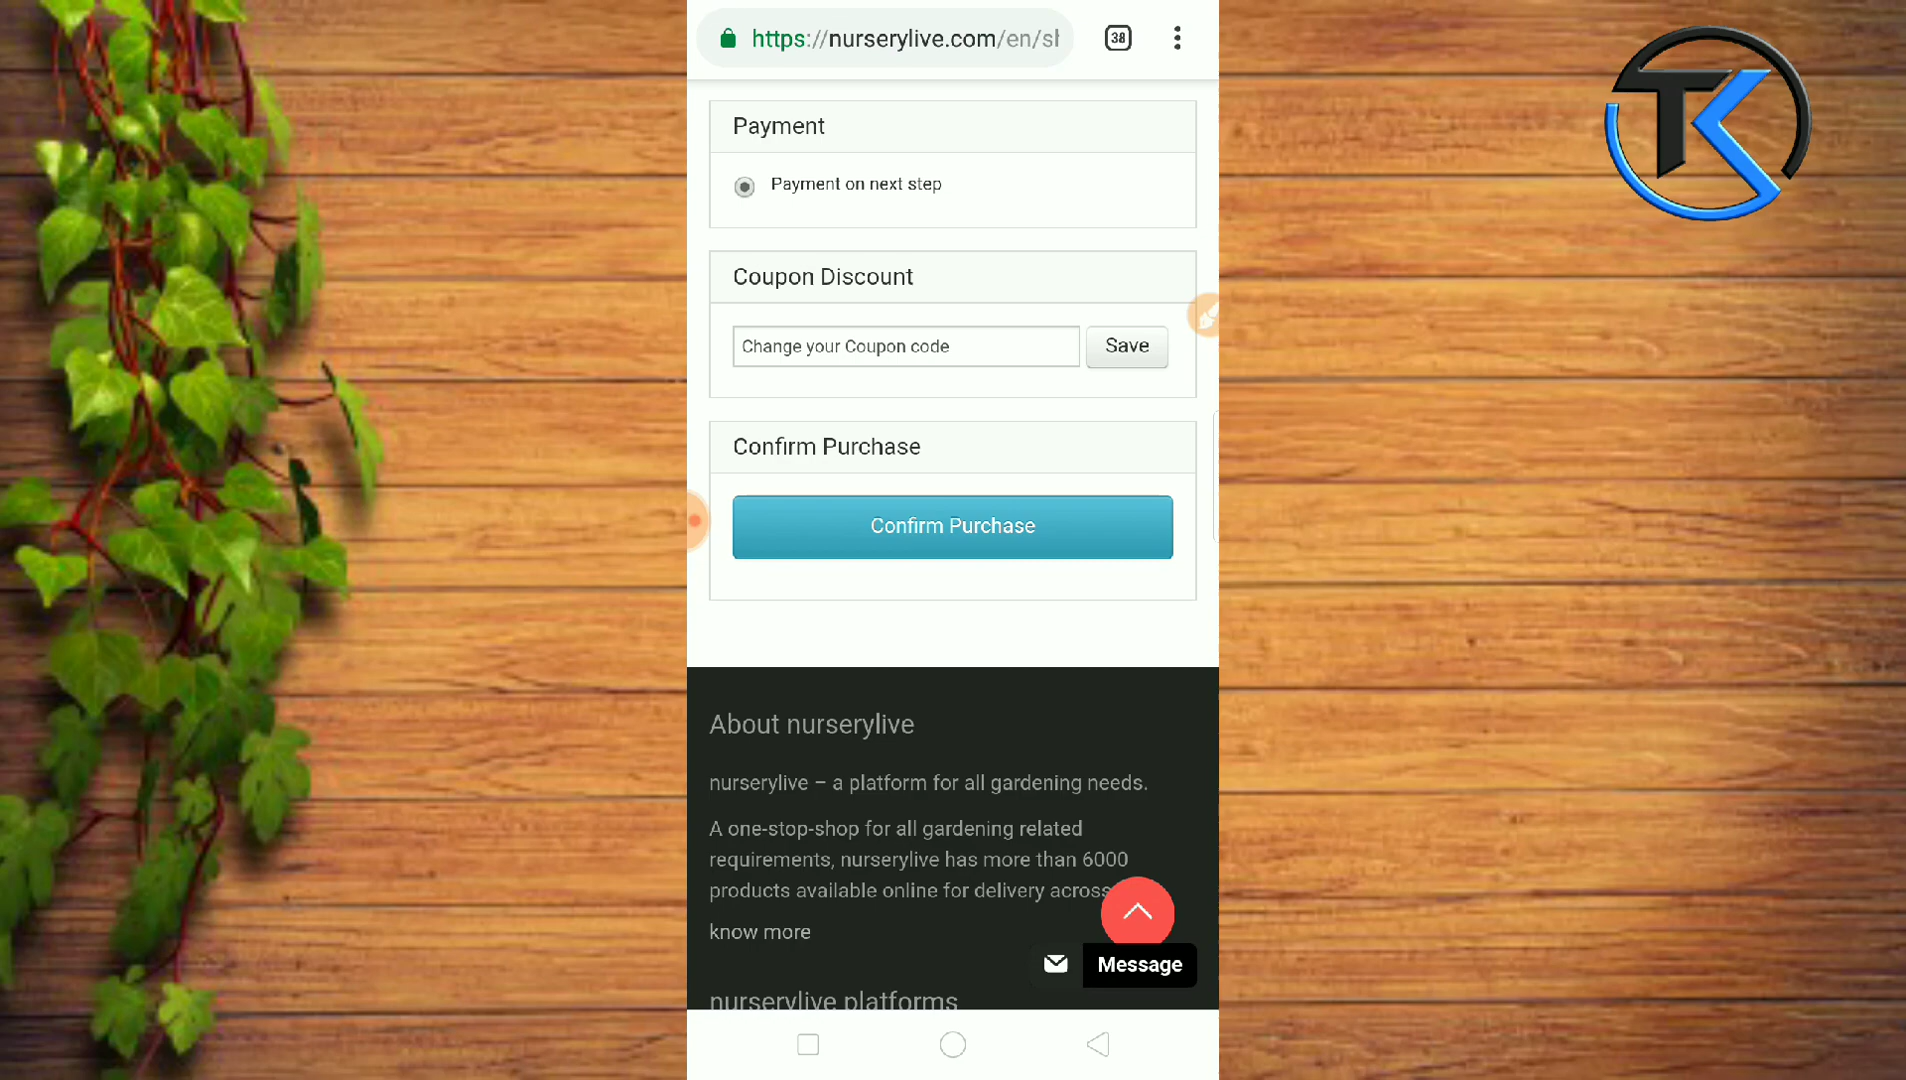 https://nurserylive.com/en/sh
38
Payment
Payment on next step
Coupon Discount
Change your Coupon code
Save
Confirm Purchase
Confirm Purchase
About nurserylive
nurserylive – a platform for all gardening needs.
A one-stop-shop for all gardening related
requirements, nurserylive has more than 6000
products available online for delivery across
know more
Message
nurserylive platforms
TK